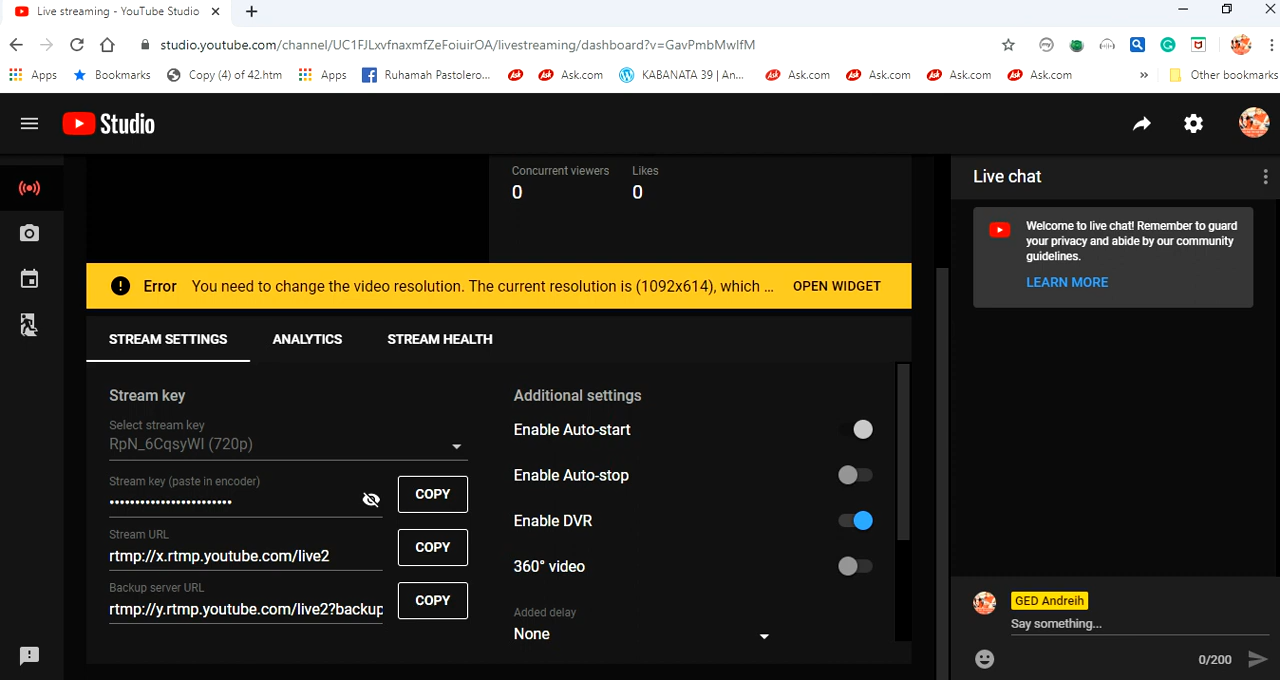 Live streaming - YouTube Studio
studio.youtube.com/channel/UC1FJLxvfnaxmfZeFoiuirOA/livestreaming/dashboard?v=GavPmbMwlfM
Apps
Bookmarks
Copy (4) of 42.htm
Apps
Ruhamah Pastolero...
Ask
Ask
Ask.com
KABANATA 39 | An...
Ask
Ask.com
Ask
Ask.com
Ask
Ask.com
Ask
Ask.com
»
Other bookmarks
Studio
Concurrent viewers
0
Likes
0
Error You need to change the video resolution. The current resolution is (1092x614), which ... OPEN WIDGET
STREAM SETTINGS
ANALYTICS
STREAM HEALTH
Stream key
Select stream key
RpN_6CqsyWI (720p)
Stream key (paste in encoder)
••••••••••••••••••••••••
COPY
Stream URL
rtmp://x.rtmp.youtube.com/live2
COPY
Backup server URL
rtmp://y.rtmp.youtube.com/live2?backup
COPY
Additional settings
Enable Auto-start
Enable Auto-stop
Enable DVR
360° video
Added delay
None
Live chat
Welcome to live chat! Remember to guard
your privacy and abide by our community
guidelines.
LEARN MORE
GED Andreih
Say something...
0/200